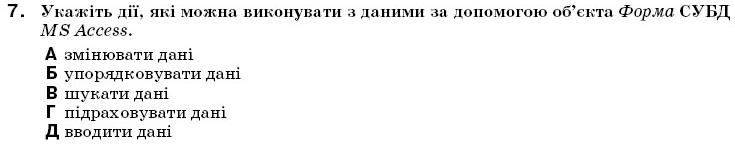 7. Укажіть дії, які можна виконувати з даними за допомогою об’єкта Форма СУБД
MS Access.
А змінювати дані
Б упорядковувати дані
В шукати дані
Г підраховувати дані
Д вводити дані